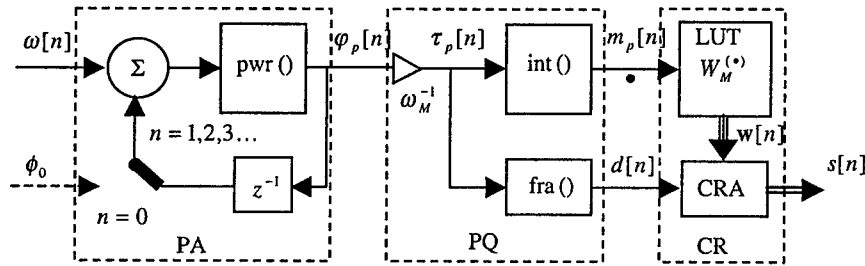 ω[n]
Σ
pwr()
φ_p[n]
τ_p[n]
ω_M^{-1}
int()
m_p[n]
LUT
W_M^{(•)}
w[n]
n = 1,2,3...
ϕ_0
n = 0
z^{-1}
fra()
d[n]
CRA
s[n]
PA
PQ
CR